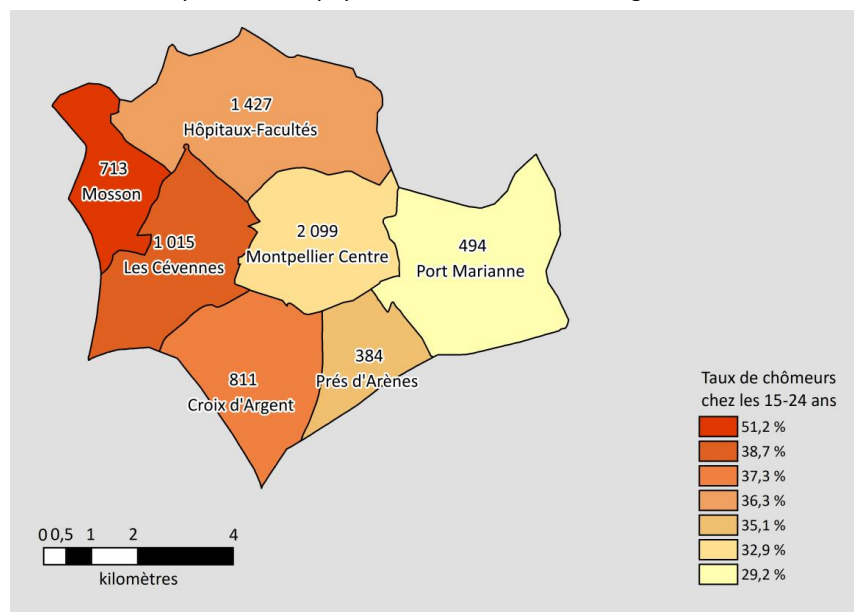 1 427
Hôpitaux-Facultés
713
Mosson
1 015
Les Cévennes
2 099
Montpellier Centre
494
Port Marianne
384
Prés d'Arènes
811
Croix d'Argent
Taux de chômeurs
chez les 15-24 ans
51,2 %
38,7 %
37,3 %
36,3 %
35,1 %
32,9 %
29,2 %
0 0,5 1 2 4
kilomètres